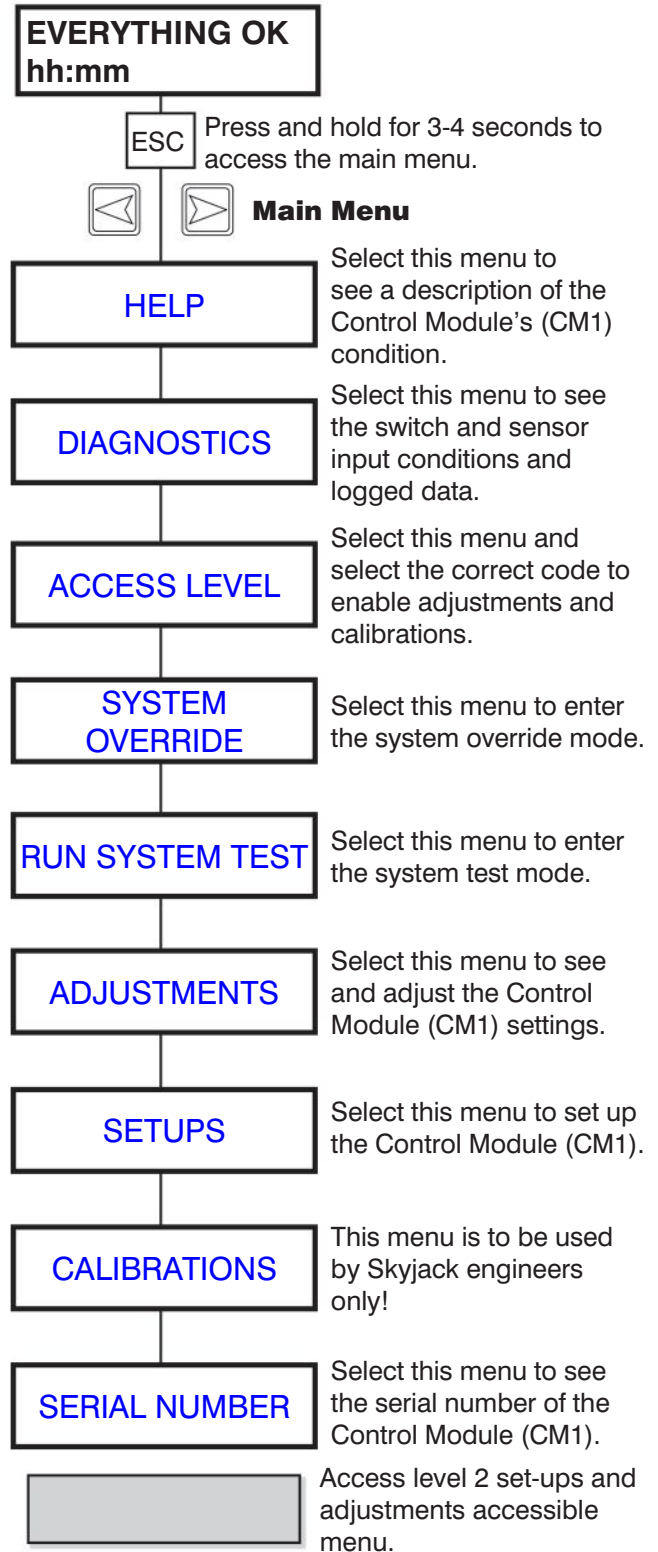 EVERYTHING OK
hh:mm
ESC
Press and hold for 3-4 seconds to
access the main menu.
Main Menu
HELP
Select this menu to
see a description of the
Control Module’s (CM1)
condition.
DIAGNOSTICS
Select this menu to see
the switch and sensor
input conditions and
logged data.
ACCESS LEVEL
Select this menu and
select the correct code to
enable adjustments and
calibrations.
SYSTEM
OVERRIDE
Select this menu to enter
the system override mode.
RUN SYSTEM TEST
Select this menu to enter
the system test mode.
ADJUSTMENTS
Select this menu to see
and adjust the Control
Module (CM1) settings.
SETUPS
Select this menu to set up
the Control Module (CM1).
CALIBRATIONS
This menu is to be used
by Skyjack engineers
only!
SERIAL NUMBER
Select this menu to see
the serial number of the
Control Module (CM1).
Access level 2 set-ups and
adjustments accessible
menu.